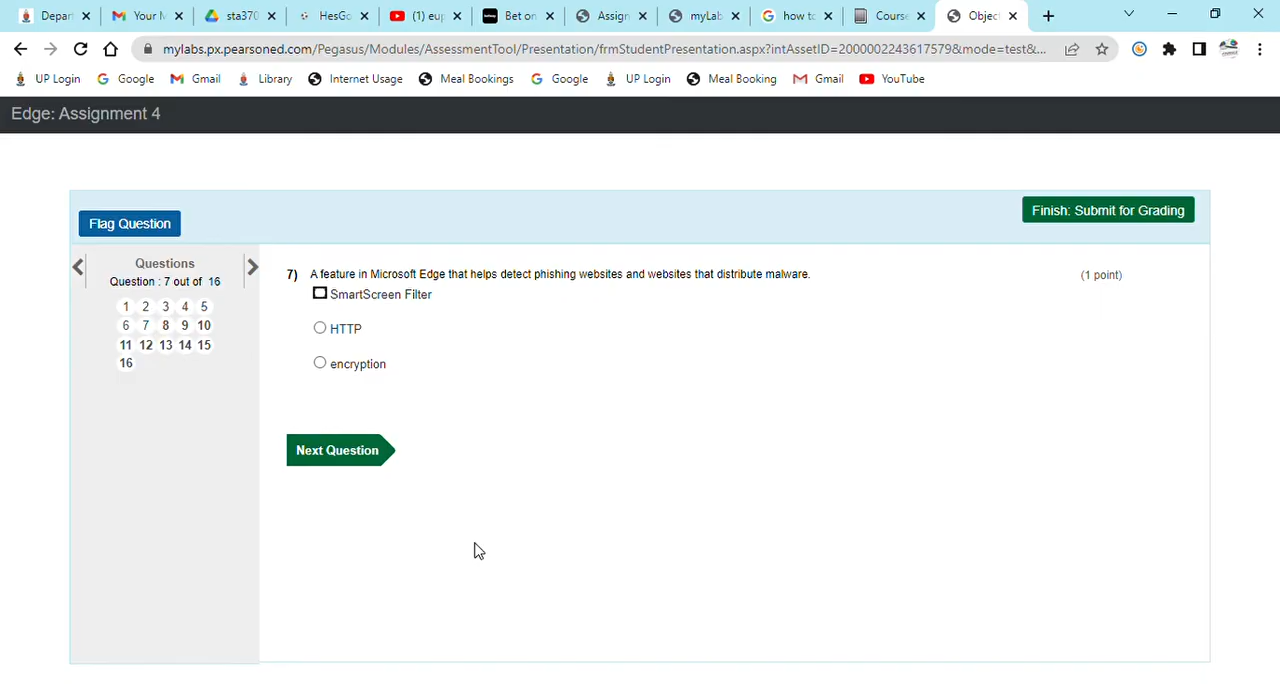 Depar
Your M
sta370
HesGo
(1) eup
Bet on
Assign
myLab
how to
Course
Object
mylabs.px.pearsoned.com/Pegasus/Modules/AssessmentTool/Presentation/frmStudentPresentation.aspx?intAssetID=2000002243617579&mode=test&...
UP Login
Google
Gmail
Library
Internet Usage
Meal Bookings
Google
UP Login
Meal Booking
Gmail
YouTube
Edge: Assignment 4
Flag Question
Finish: Submit for Grading
Questions
Question : 7 out of 16
1 2 3 4 5
6 7 8 9 10
11 12 13 14 15
16
7) A feature in Microsoft Edge that helps detect phishing websites and websites that distribute malware. (1 point)
SmartScreen Filter
HTTP
encryption
Next Question